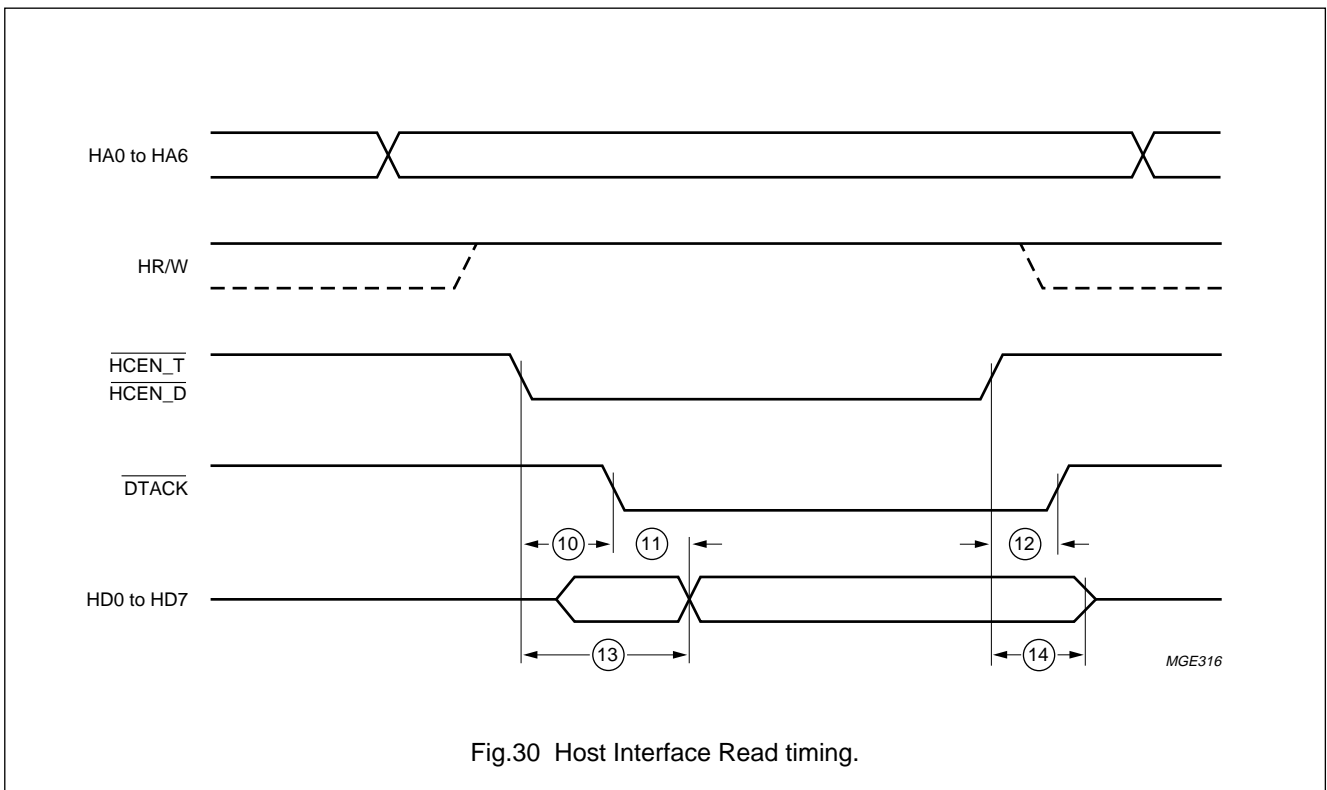 HA0 to HA6
HR/W
HCEN_T
HCEN_D
DTACK
10
11
12
HD0 to HD7
13
14
MGE316
Fig.30 Host Interface Read timing.